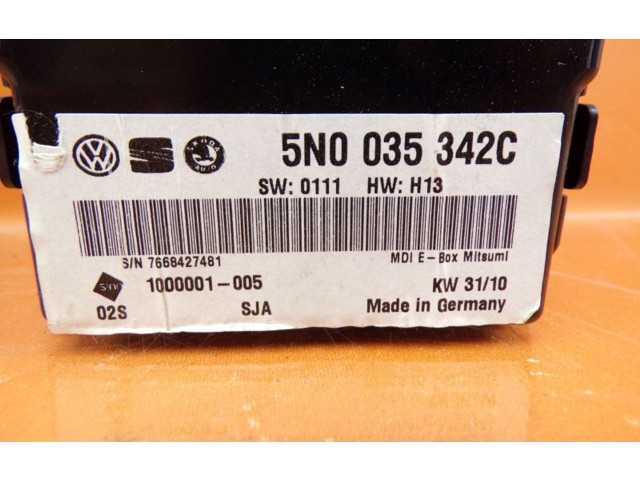 5N0 035 342C
SW: 0111 HW: H13
S/N 7668427481 MDI E-Box Mitsumi
1000001-005 KW 31/10
02S SJA Made in Germany